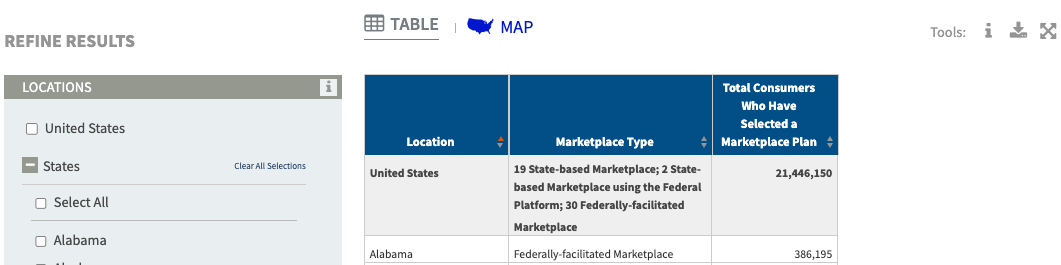 TABLE
MAP
Tools:
REFINE RESULTS
LOCATIONS
United States
States
Clear All Selections
Select All
Alabama
Location
Marketplace Type
Total Consumers
Who Have
Selected a
Marketplace Plan
United States
19 State-based Marketplace; 2 State-
based Marketplace using the Federal
Platform; 30 Federally-facilitated
Marketplace
21,446,150
Alabama
Federally-facilitated Marketplace
386,195